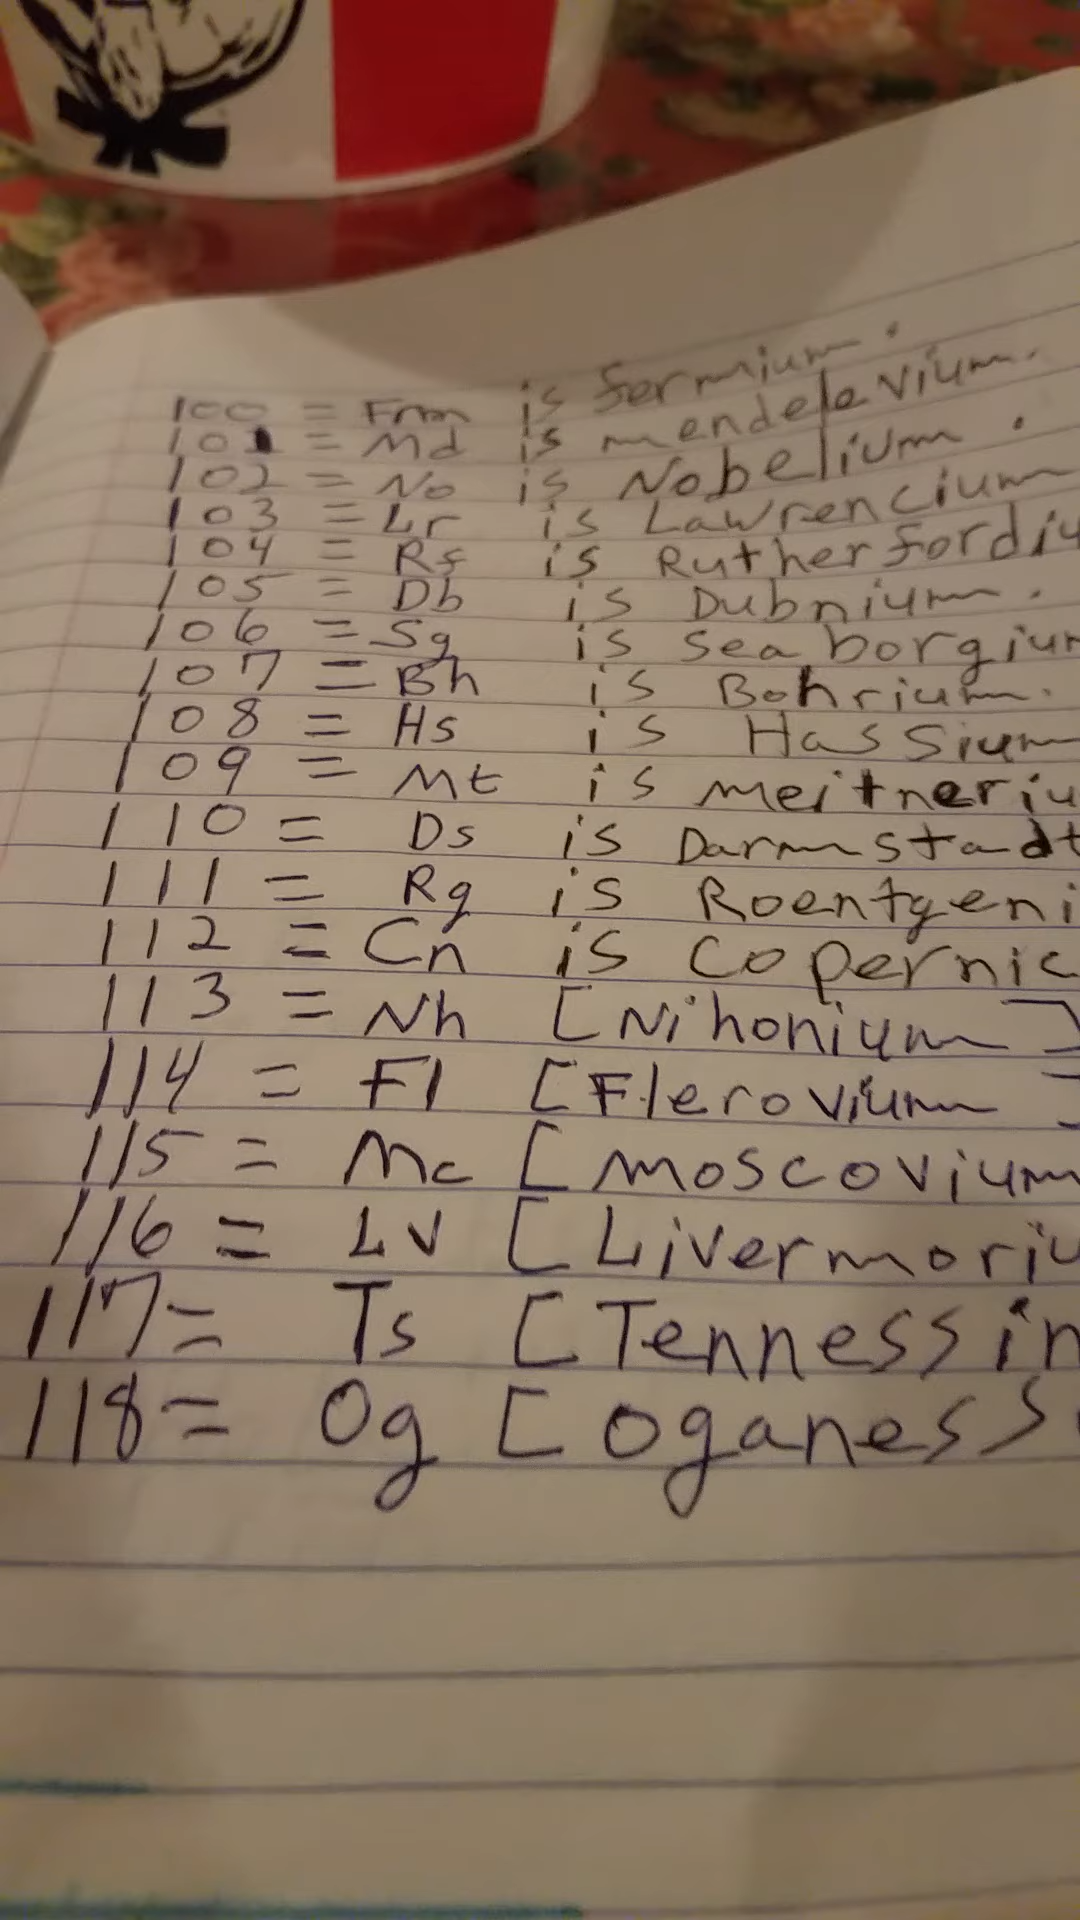 100 = Fm is fermium.
101 = Md is mendelevium.
102 = No is Nobelium.
103 = Lr is Lawrencium
104 = Rf is Rutherfordiu
105 = Db is Dubnium.
106 = Sg is seaborgium
107 = Bh is Bohrium.
108 = Hs is Hassium
109 = Mt is meitneriu
110 = Ds is Darmstadt
111 = Rg is Roentgeni
112 = Cn is Copernic
113 = Nh [Nihonium]
114 = Fl [Flerovium]
115 = Mc [moscovium
116 = Lv [Livermoriu
117 = Ts [Tennessin
118 = Og [oganess